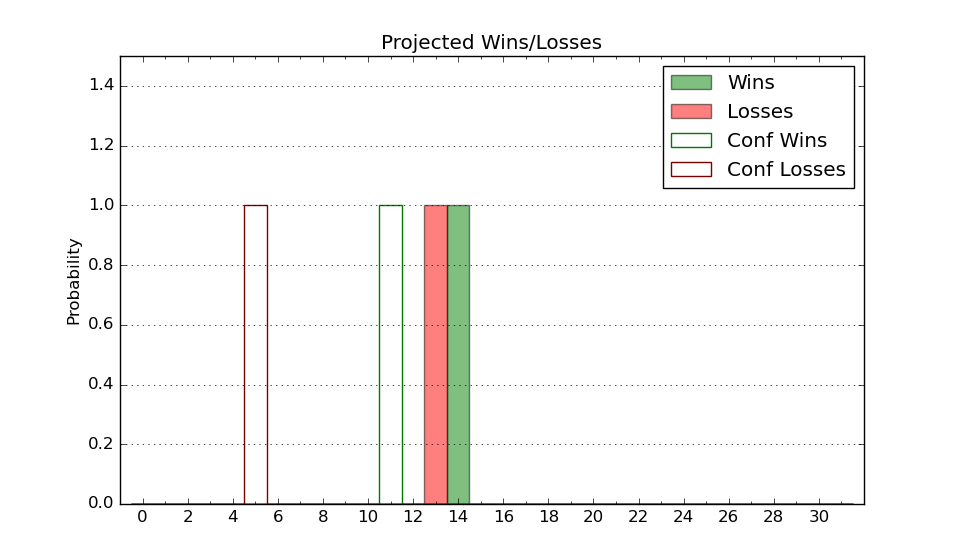 Projected Wins/Losses
1.4
1.2
1.0
0.8
0.6
0.4
0.2
0.0
Probability
Wins
Losses
Conf Wins
Conf Losses
0 2 4 6 8 10 12 14 16 18 20 22 24 26 28 30